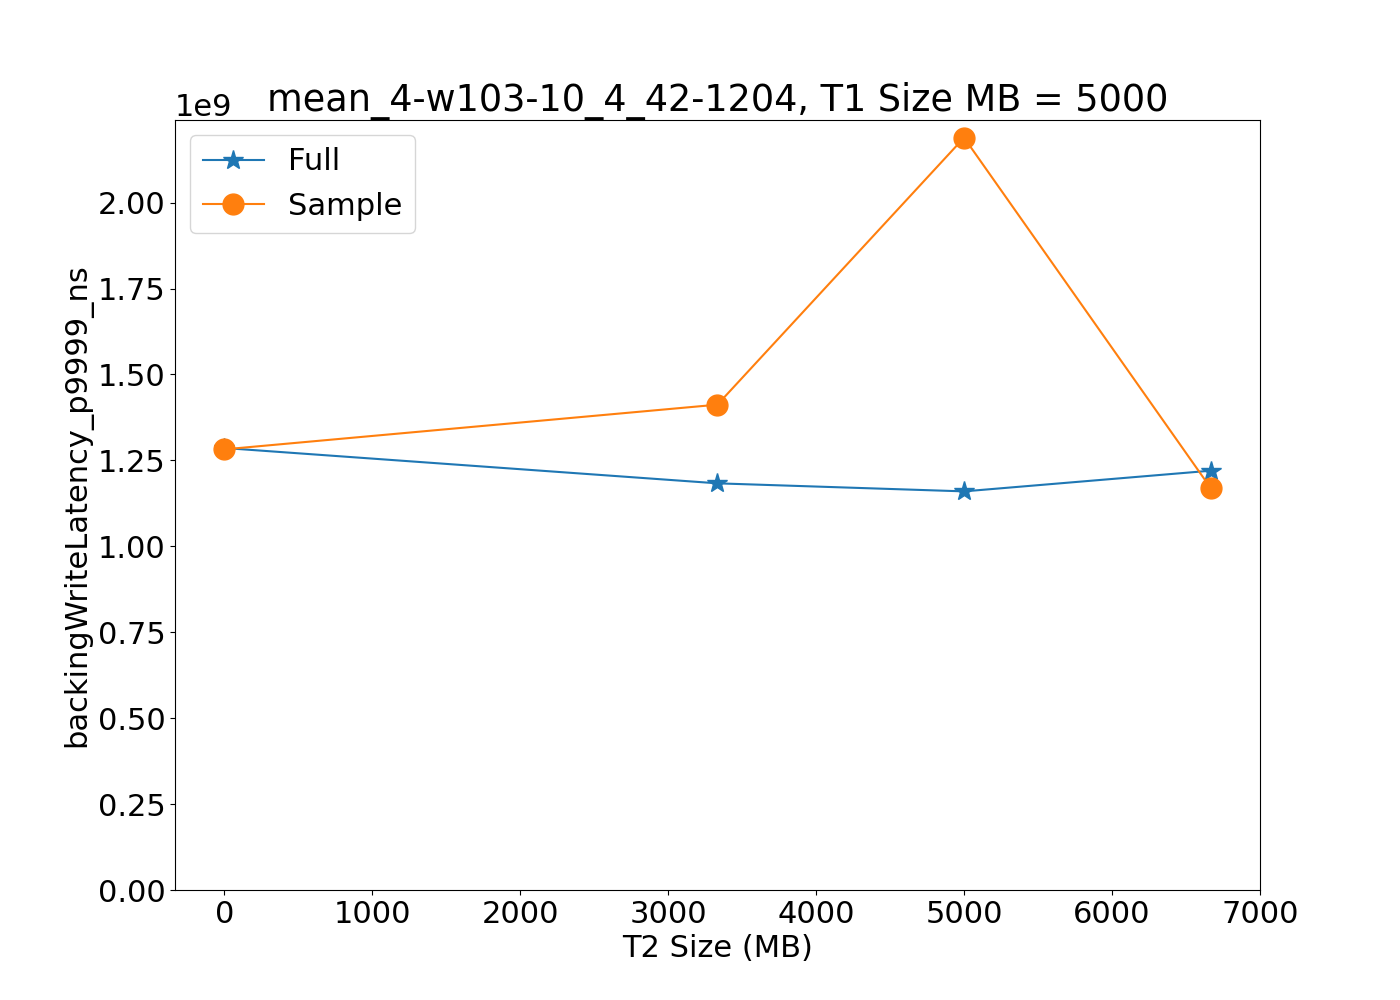 mean_4-w103-10_4_42-1204, T1 Size MB = 5000
1e9
Full
Sample
2.00
1.75
1.50
1.25
1.00
0.75
0.50
0.25
0.00
backingWriteLatency_p9999_ns
0 1000 2000 3000 4000 5000 6000 7000
T2 Size (MB)